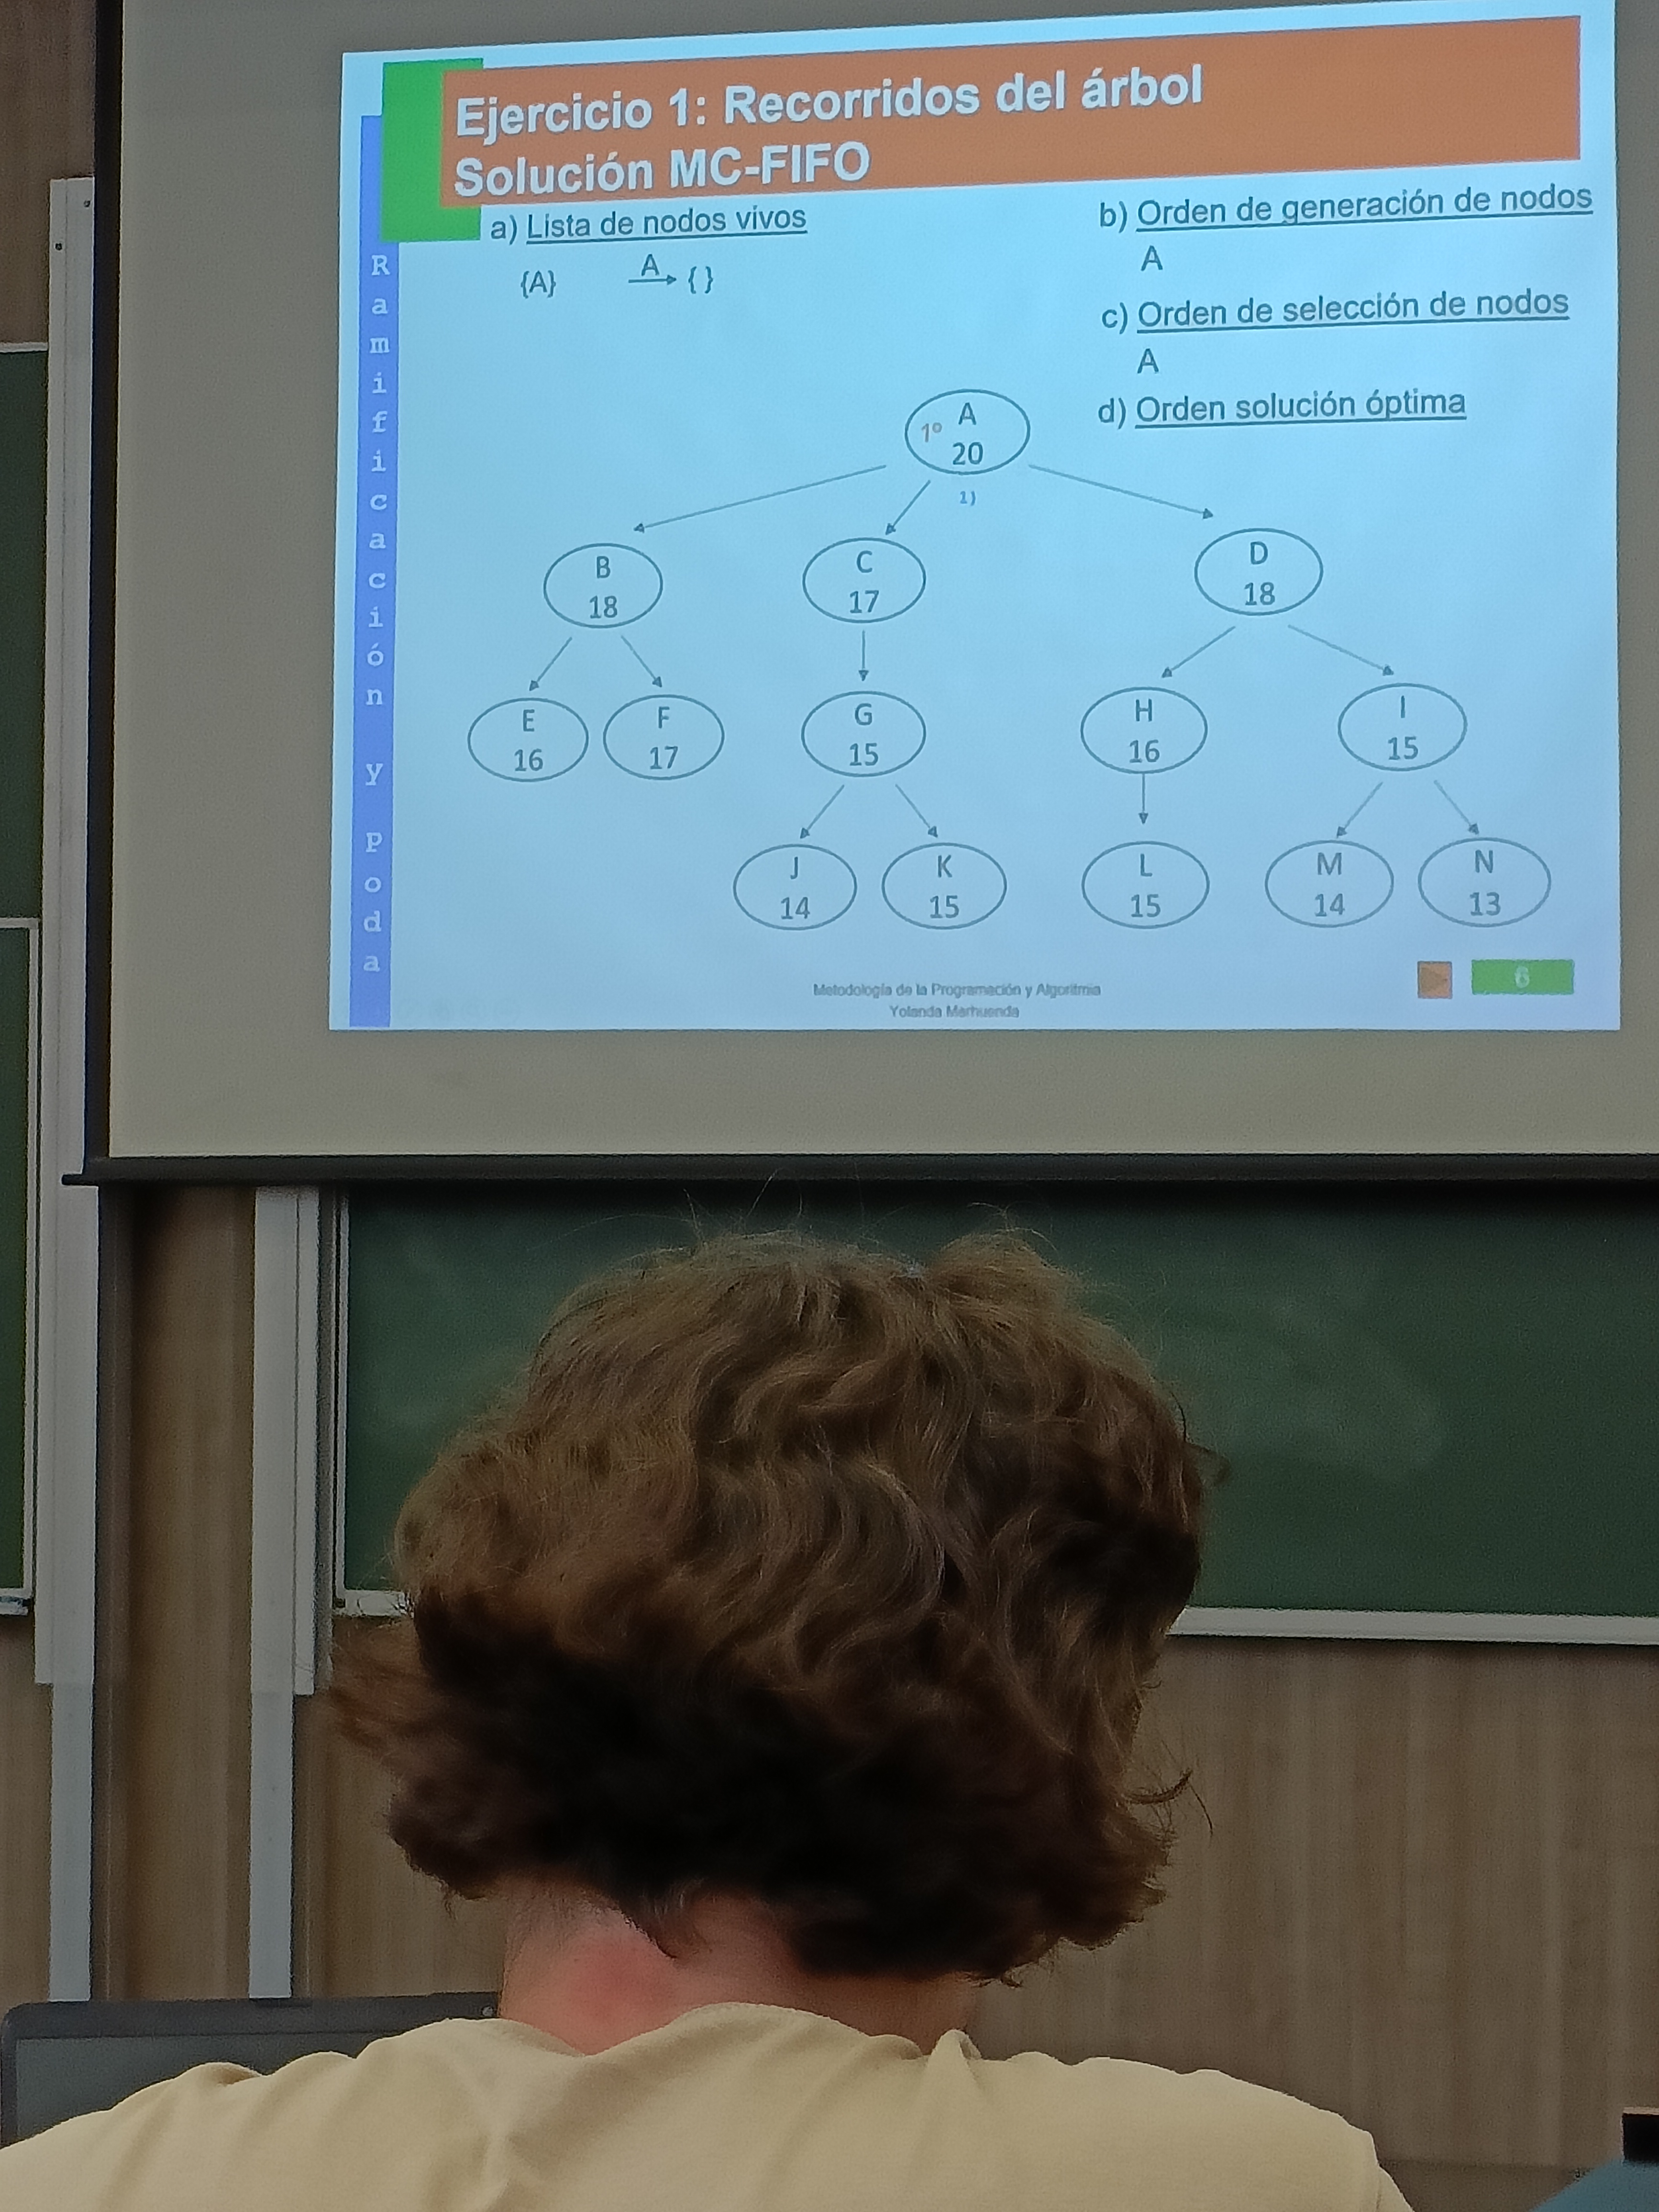 Ejercicio 1: Recorridos del árbol
Solución MC-FIFO
Ramificación y poda
a) Lista de nodos vivos
{A} A { }
b) Orden de generación de nodos
A
c) Orden de selección de nodos
A
d) Orden solución óptima
1º A
20
1)
B
18
C
17
D
18
E
16
F
17
G
15
H
16
I
15
J
14
K
15
L
15
M
14
N
13
Metodología de la Programación y Algoritmia
Yolanda Marhuenda
6